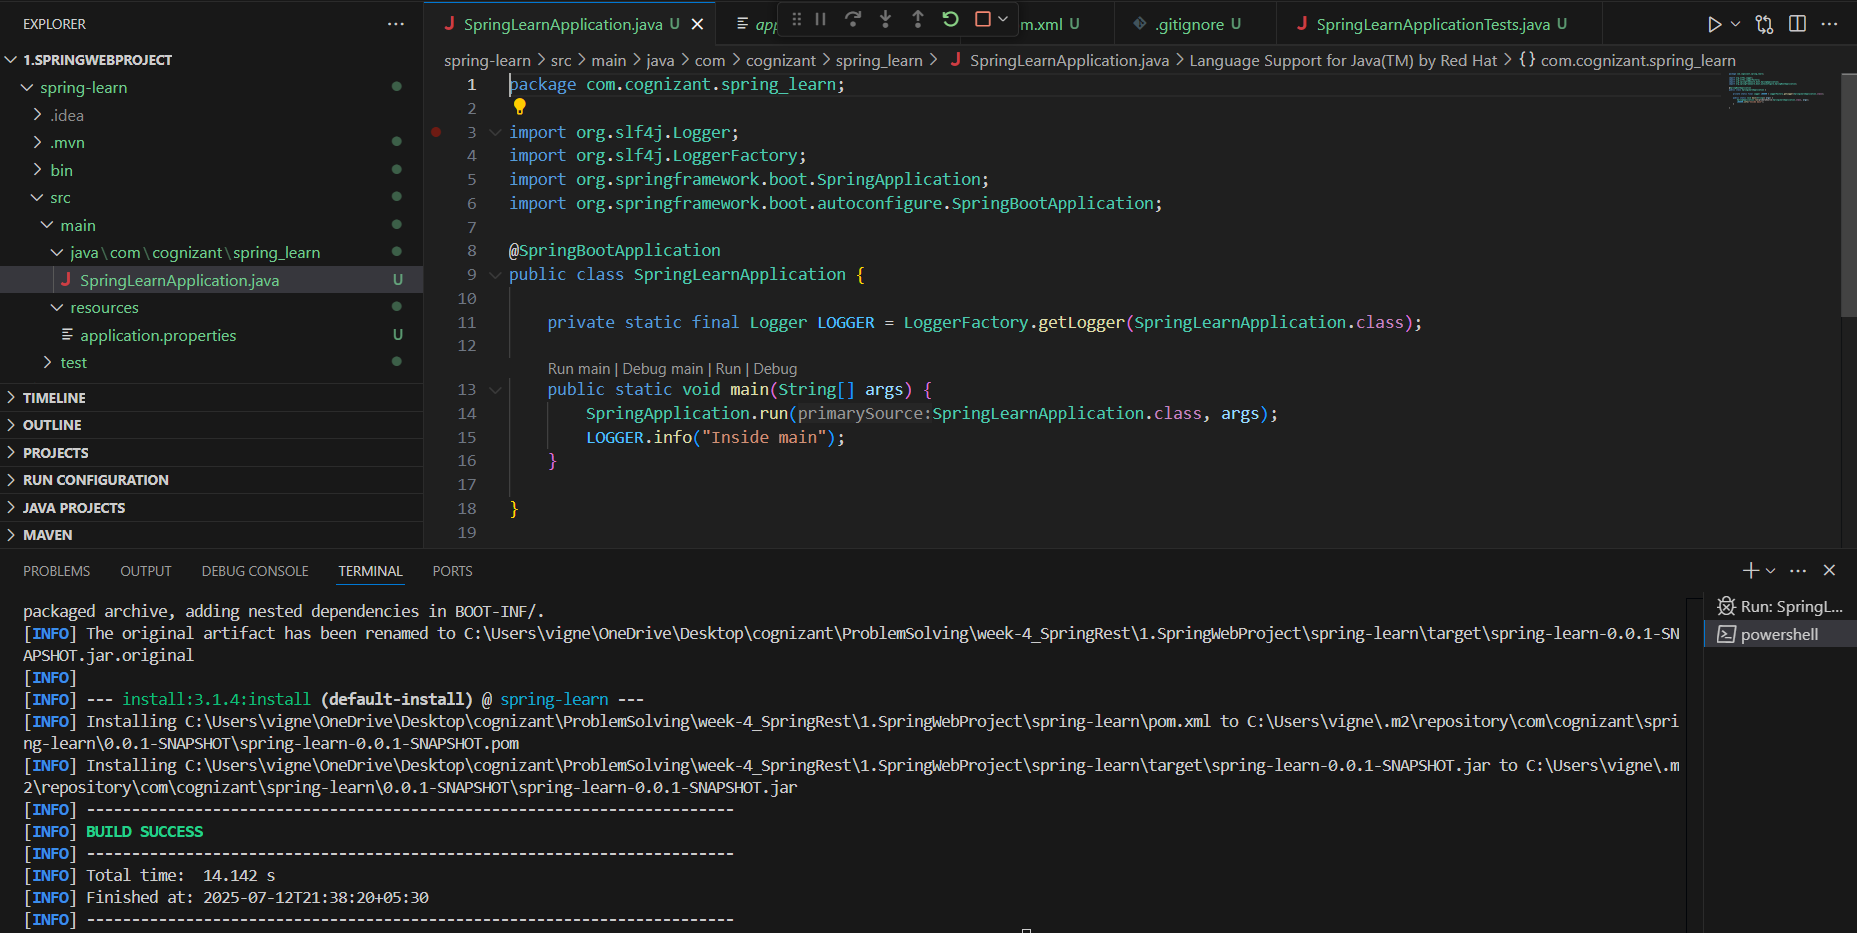 EXPLORER
1.SPRINGWEBPROJECT
spring-learn
.idea
.mvn
bin
src
main
java\com\cognizant\spring_learn
SpringLearnApplication.java U
resources
application.properties U
test
TIMELINE
OUTLINE
PROJECTS
RUN CONFIGURATION
JAVA PROJECTS
MAVEN
SpringLearnApplication.java U
m.xml U
.gitignore U
SpringLearnApplicationTests.java U
spring-learn > src > main > java > com > cognizant > spring_learn > SpringLearnApplication.java > Language Support for Java(TM) by Red Hat > {} com.cognizant.spring_learn
1 package com.cognizant.spring_learn;
2
3 import org.slf4j.Logger;
4 import org.slf4j.LoggerFactory;
5 import org.springframework.boot.SpringApplication;
6 import org.springframework.boot.autoconfigure.SpringBootApplication;
7
8 @SpringBootApplication
9 public class SpringLearnApplication {
10
11 private static final Logger LOGGER = LoggerFactory.getLogger(SpringLearnApplication.class);
12
Run main | Debug main | Run | Debug
13 public static void main(String[] args) {
14 SpringApplication.run(primarySource:SpringLearnApplication.class, args);
15 LOGGER.info("Inside main");
16 }
17
18 }
19
PROBLEMS OUTPUT DEBUG CONSOLE TERMINAL PORTS
packaged archive, adding nested dependencies in BOOT-INF/.
[INFO] The original artifact has been renamed to C:\Users\vigne\OneDrive\Desktop\cognizant\ProblemSolving\week-4_SpringRest\1.SpringWebProject\spring-learn\target\spring-learn-0.0.1-SN
APSHOT.jar.original
[INFO]
[INFO] --- install:3.1.4:install (default-install) @ spring-learn ---
[INFO] Installing C:\Users\vigne\OneDrive\Desktop\cognizant\ProblemSolving\week-4_SpringRest\1.SpringWebProject\spring-learn\pom.xml to C:\Users\vigne\.m2\repository\com\cognizant\spri
ng-learn\0.0.1-SNAPSHOT\spring-learn-0.0.1-SNAPSHOT.pom
[INFO] Installing C:\Users\vigne\OneDrive\Desktop\cognizant\ProblemSolving\week-4_SpringRest\1.SpringWebProject\spring-learn\target\spring-learn-0.0.1-SNAPSHOT.jar to C:\Users\vigne\.m
2\repository\com\cognizant\spring-learn\0.0.1-SNAPSHOT\spring-learn-0.0.1-SNAPSHOT.jar
[INFO] ------------------------------------------------------------------------
[INFO] BUILD SUCCESS
[INFO] ------------------------------------------------------------------------
[INFO] Total time:  14.142 s
[INFO] Finished at: 2025-07-12T21:38:20+05:30
[INFO] ------------------------------------------------------------------------
Run: SpringL...
powershell